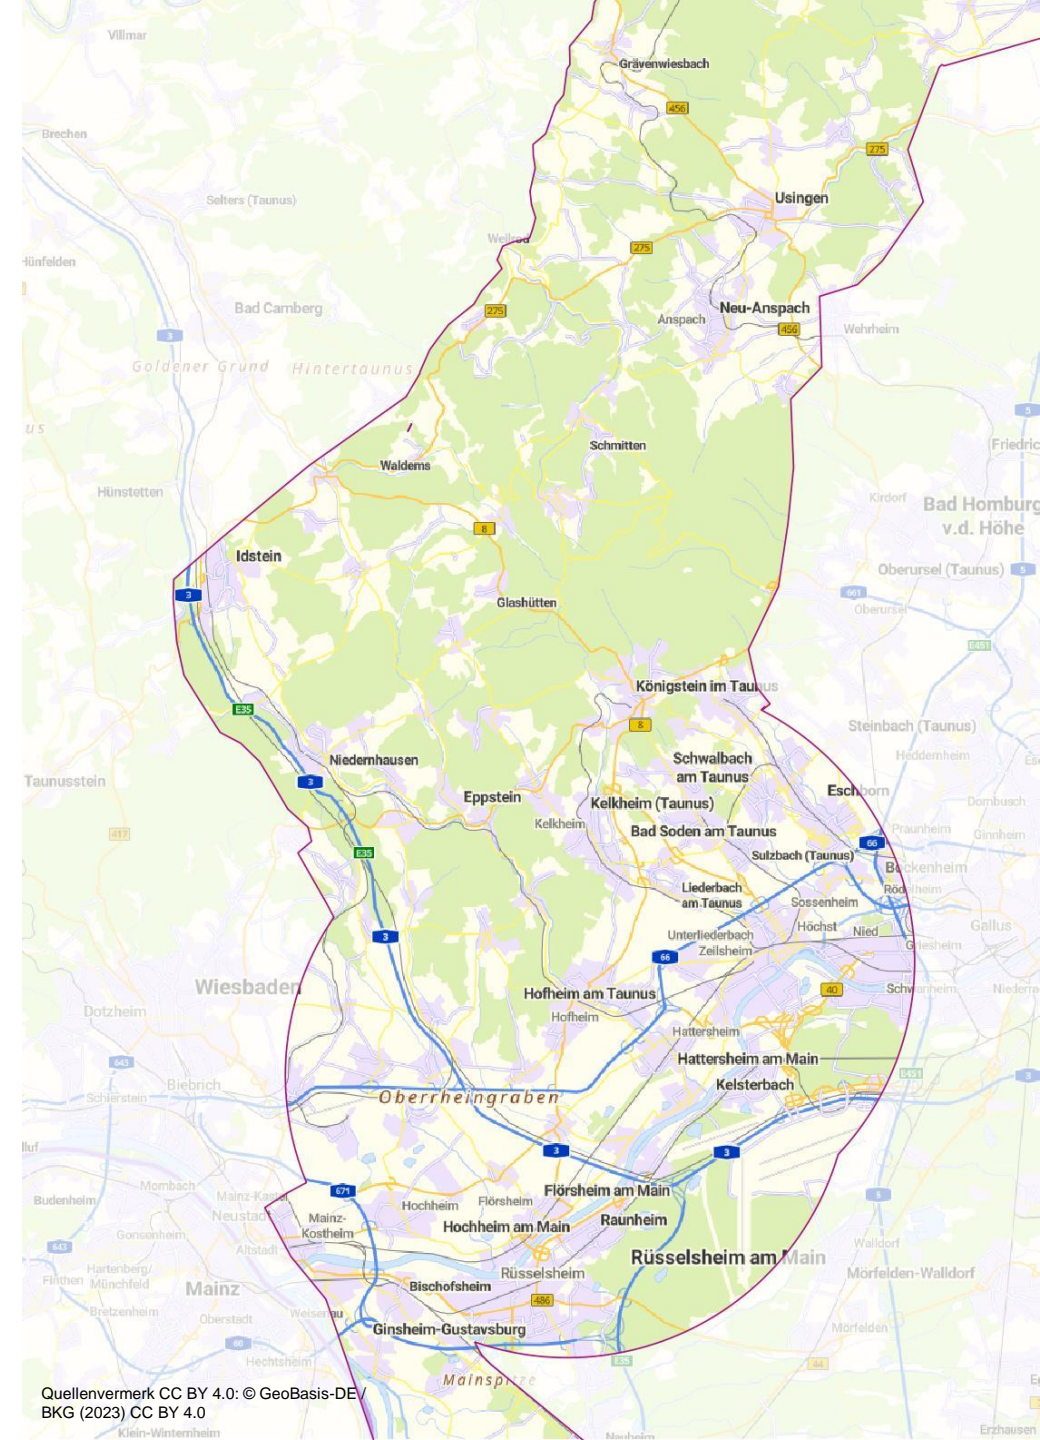 Villmar
Grävenwiesbach
456
Brechen
275
Selters (Taunus)
Usingen
Weilrod
275
Hünfelden
Bad Camberg
275
Neu-Anspach
Anspach
456
Wehrheim
3
Goldener Grund
Hintertaunus
us
5
Schmitten
Friedric
Waldems
Hünstetten
Kirdorf
Bad Homburg
v.d. Höhe
8
Idstein
Oberursel (Taunus)
5
3
661
Glashütten
Oberursel
E451
Königstein im Taunus
E35
8
Steinbach (Taunus)
Niedernhausen
Schwalbach
am Taunus
Heddernheim
Taunusstein
3
Eschborn
Eppstein
Kelkheim (Taunus)
Dornbusch
Kelkheim
Bad Soden am Taunus
Praunheim
Ginnheim
417
66
E35
Sulzbach (Taunus)
Bockenheim
Liederbach
am Taunus
Rödelheim
Sossenheim
Höchst
Nied
Gallus
3
Unterliederbach
Zeilsheim
Griesheim
66
Wiesbaden
Hofheim am Taunus
40
Schwanheim
Niederra
Dotzheim
Hofheim
Hattersheim
643
Hattersheim am Main
E451
Biebrich
Kelsterbach
3
Schierstein
Oberrheingraben
3
3
Mombach
671
Flörsheim am Main
5
Budenheim
Mainz-Kastel
Hochheim
Flörsheim
Neustadt
Mainz-
Kostheim
Hochheim am Main
Raunheim
Gonsenheim
643
Altstadt
Rüsselsheim am Main
Walldorf
Hartenberg/
Münchfeld
Finthen
Mainz
Bischofsheim
Rüsselsheim
Mörfelden-Walldorf
486
Bretzenheim
Oberstadt
Weisenau
Ginsheim-Gustavsburg
Mörfelden
60
Hechtsheim
E35
44
Mainspitze
Quellenvermerk CC BY 4.0: © GeoBasis-DE /
BKG (2023) CC BY 4.0
Klein-Winternheim
Nauheim
Erzhausen